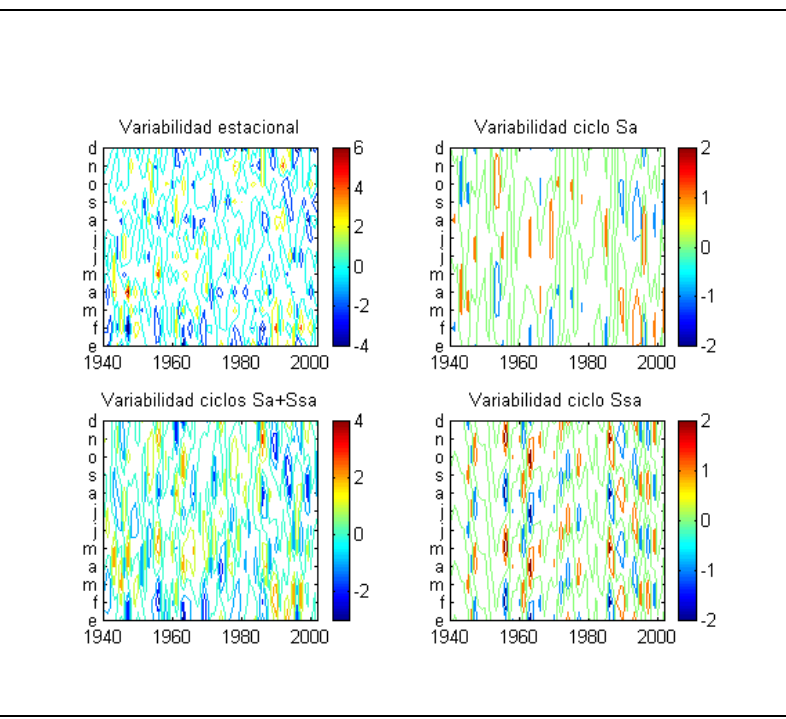 Variabilidad estacional
d
n
o
s
a
j
j
m
a
m
f
e
1940
1960
1980
2000
6
4
2
0
-2
-4
Variabilidad ciclo Sa
d
n
o
s
a
j
j
m
a
m
f
e
1940
1960
1980
2000
2
1
0
-1
-2
Variabilidad ciclos Sa+Ssa
d
n
o
s
a
j
j
m
a
m
f
e
1940
1960
1980
2000
4
2
0
-2
Variabilidad ciclo Ssa
d
n
o
s
a
j
j
m
a
m
f
e
1940
1960
1980
2000
2
1
0
-1
-2